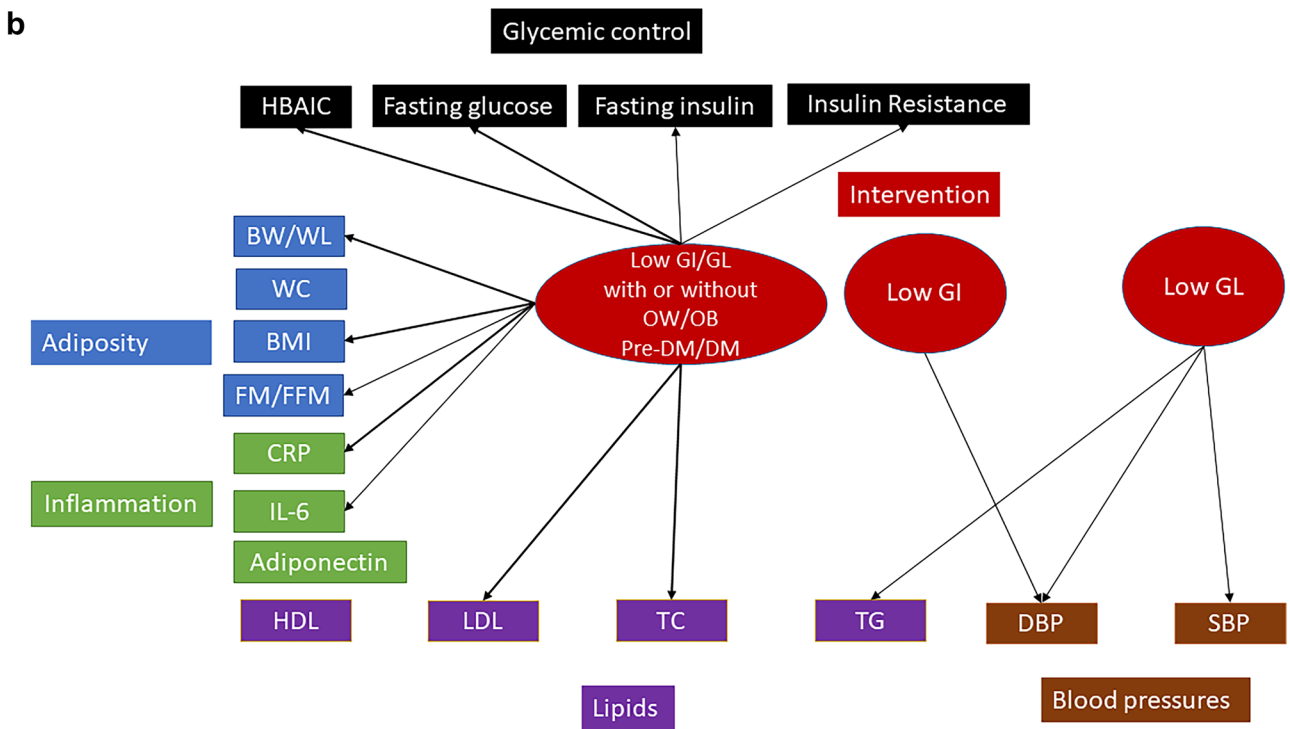 b
Glycemic control
HBAIC
Fasting glucose
Fasting insulin
Insulin Resistance
Intervention
BW/WL
WC
Adiposity
BMI
FM/FFM
CRP
Inflammation
IL-6
Adiponectin
Low GI/GL
with or without
OW/OB
Pre-DM/DM
Low GI
Low GL
HDL
LDL
TC
TG
DBP
SBP
Lipids
Blood pressures